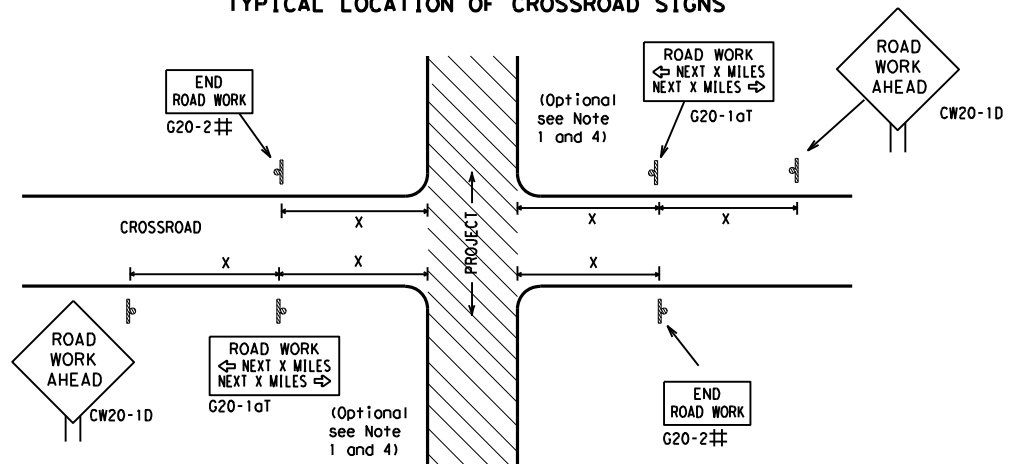 TYPICAL LOCATION OF CROSSROAD SIGNS
END
ROAD WORK
G20-2#
(Optional
see Note
1 and 4)
ROAD WORK
⇦ NEXT X MILES
NEXT X MILES ⇨
G20-1aT
ROAD
WORK
AHEAD
CW20-1D
X
X
X
CROSSROAD
PROJECT
X
X
X
ROAD
WORK
AHEAD
CW20-1D
ROAD WORK
⇦ NEXT X MILES
NEXT X MILES ⇨
G20-1aT
(Optional
see Note
1 and 4)
END
ROAD WORK
G20-2#